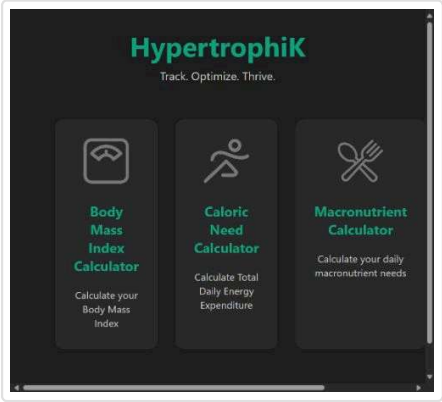 HypertrophiK
Track. Optimize. Thrive.
Body
Mass
Index
Calculator
Calculate your
Body Mass
Index
Caloric
Need
Calculator
Calculate Total
Daily Energy
Expenditure
Macronutrient
Calculator
Calculate your daily
macronutrient needs